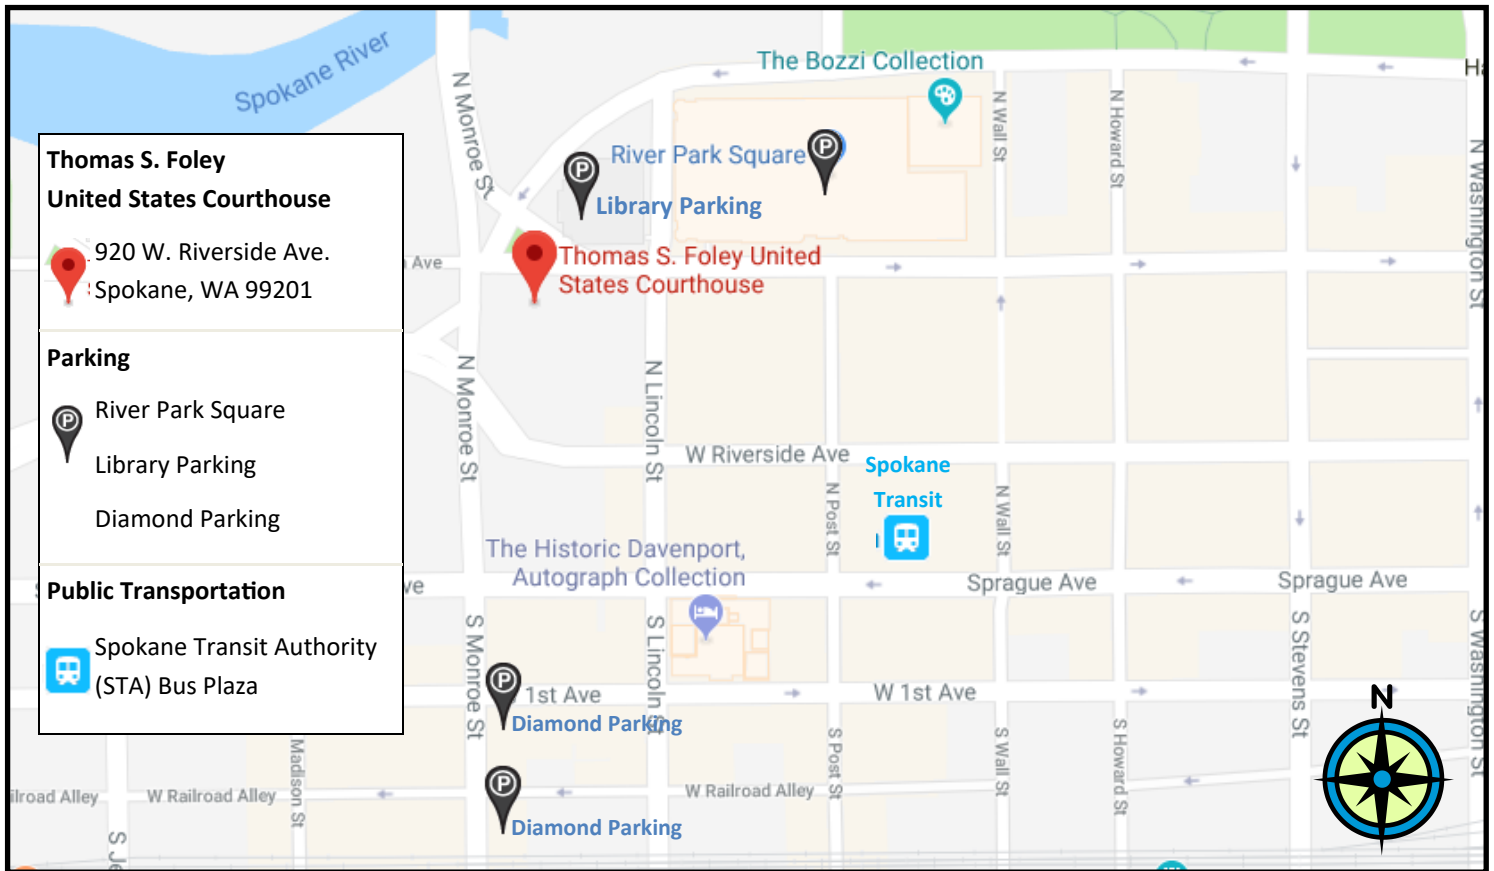 Thomas S. Foley
United States Courthouse
920 W. Riverside Ave.
Spokane, WA 99201
Parking
P
River Park Square
Library Parking
Diamond Parking
Public Transportation
Spokane Transit Authority
(STA) Bus Plaza
Spokane River
N Monroe St
The Bozzi Collection
N Wall St
N Howard St
N Washington St
P
River Park Square
P
Library Parking
Ave
Thomas S. Foley United
States Courthouse
N Monroe St
N Lincoln St
W Riverside Ave
Spokane
Transit
N Post St
N Wall St
The Historic Davenport,
Autograph Collection
Sprague Ave
Sprague Ave
S Monroe St
S Lincoln St
S Stevens St
S Washington St
P
1st Ave
W 1st Ave
Diamond Parking
N
Madison St
S Post St
S Wall St
S Howard St
P
Alley
W Railroad Alley
W Railroad Alley
Diamond Parking